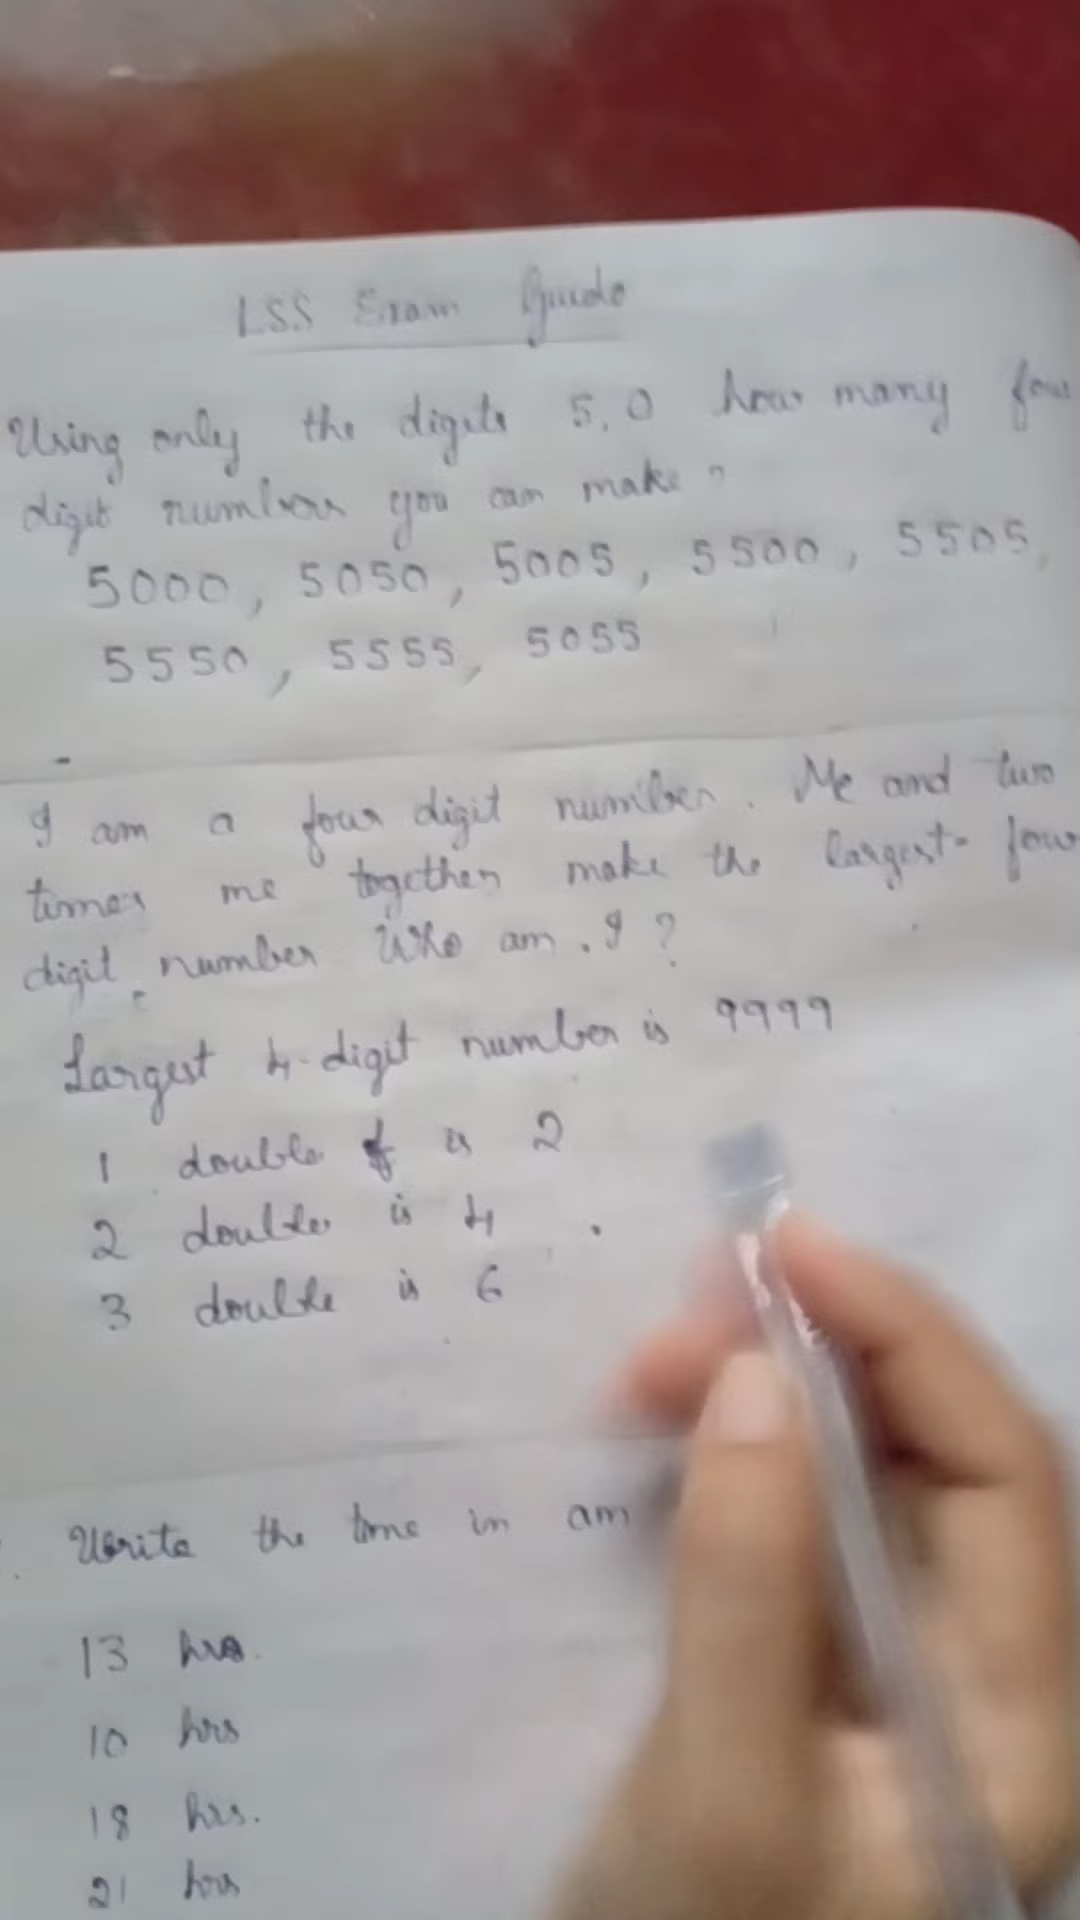 LSS Exam Guide
Using only the digits 5,0 how many four
digit numbers you can make?
5000, 5050, 5005, 5500, 5505,
5550, 5555, 5055
I am a four digit number. Me and two
times me together make the largest four
digit number Who am I?
Largest 4-digit number is 9999
1 double is 2
2 double is 4
3 double is 6
Write the time in am
13 hrs.
10 hrs
18 hrs.
21 hrs